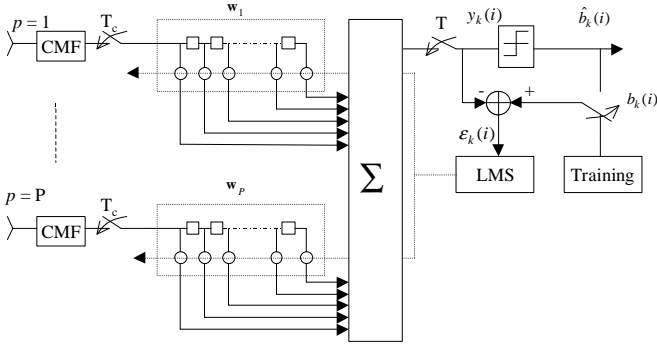 p = 1
CMF
T_c
w_1
T
y_k(i)
b̂_k(i)
-
+
b_k(i)
ε_k(i)
Σ
LMS
Training
p = P
CMF
T_c
w_P